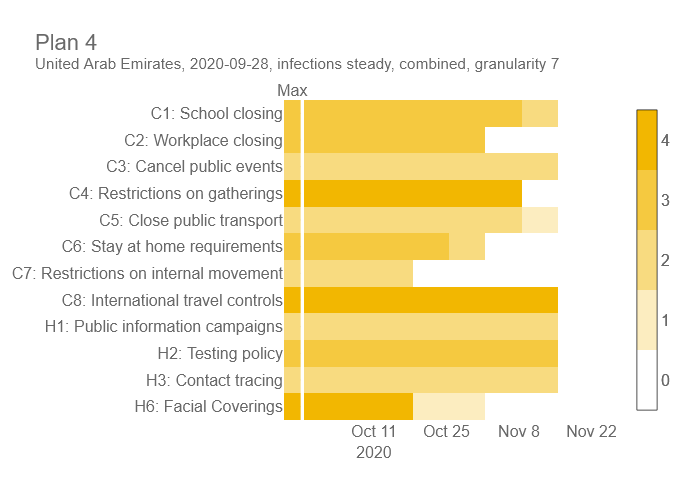 Plan 4
United Arab Emirates, 2020-09-28, infections steady, combined, granularity 7
Max
C1: School closing
C2: Workplace closing
C3: Cancel public events
C4: Restrictions on gatherings
C5: Close public transport
C6: Stay at home requirements
C7: Restrictions on internal movement
C8: International travel controls
H1: Public information campaigns
H2: Testing policy
H3: Contact tracing
H6: Facial Coverings
Oct 11 Oct 25 Nov 8 Nov 22
2020
4
3
2
1
0